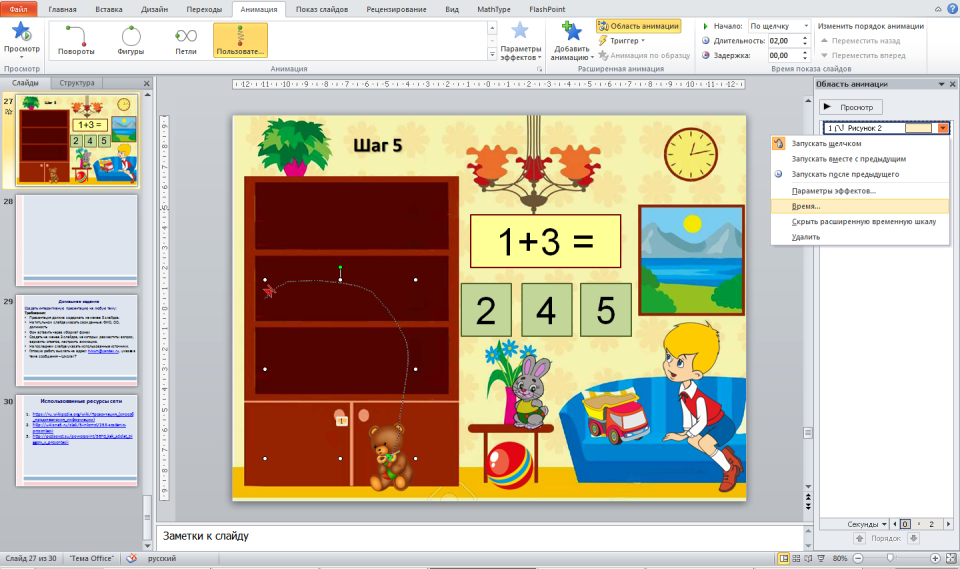 Файл
Главная
Вставка
Дизайн
Переходы
Анимация
Показ слайдов
Рецензирование
Вид
MathType
FlashPoint
Просмотр
Повороты
Фигуры
Петли
Пользовате...
Параметры эффектов
Добавить анимацию
Область анимации
Триггер
Анимация по образцу
Начало: По щелчку
Длительность: 02,00
Задержка: 00,00
Изменить порядок анимации
Переместить назад
Переместить вперед
Просмотр
Анимация
Расширенная анимация
Время показа слайдов
Слайды
Структура
27
Шаг 5
1+3 =
2 4 5
28
29
Домашнее задание
30
Использованные ресурсы сети
Шаг 5
1+3 =
2 4 5
1
Область анимации
Просмотр
1 Рисунок 2
Запускать щелчком
Запускать вместе с предыдущим
Запускать после предыдущего
Параметры эффектов...
Время...
Скрыть расширенную временную шкалу
Удалить
Секунды 0 2
Порядок
Заметки к слайду
Слайд 27 из 30
"Тема Office"
русский
80%